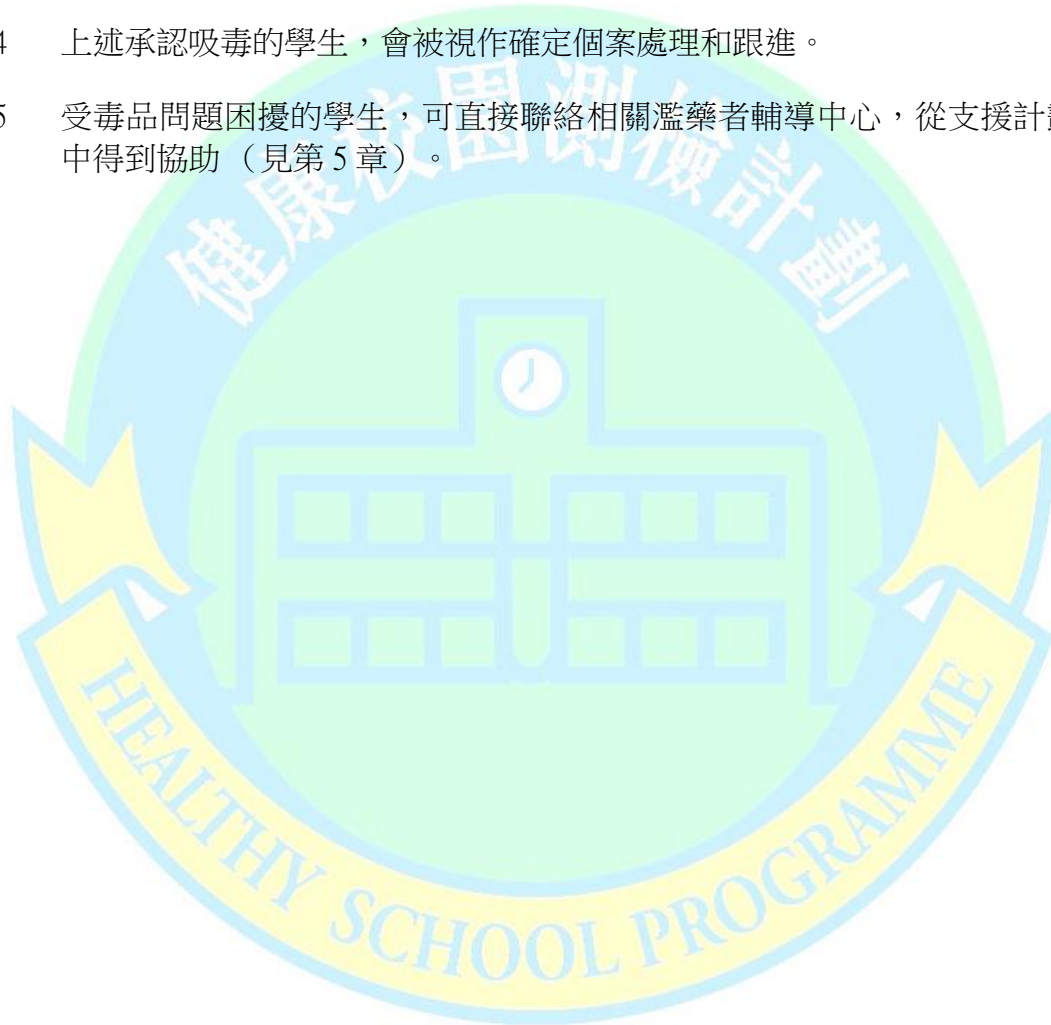 4 上述承認吸毒的學生，會被視作確定個案處理和跟進。
5 受毒品問題困擾的學生，可直接聯絡相關濫藥者輔導中心，從支援計
中得到協助 （見第 5 章）。
健康校園測檢計劃
HEALTHY SCHOOL PROGRAMME